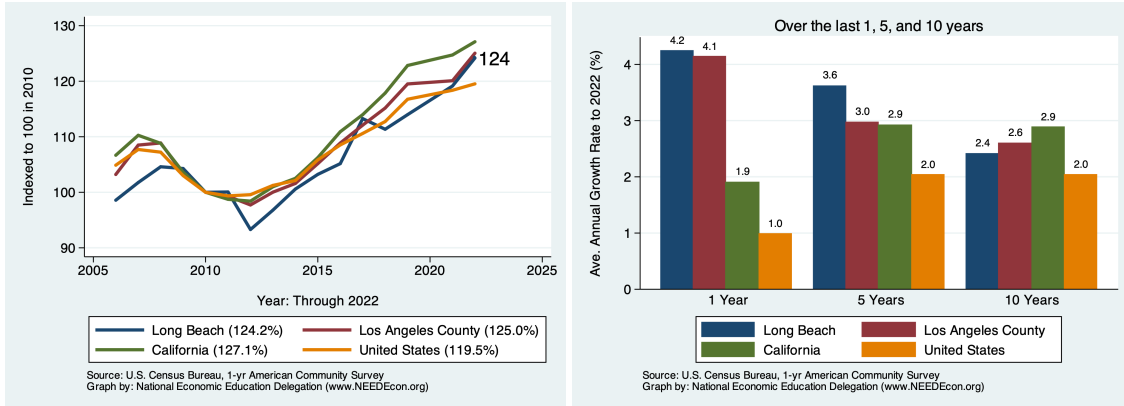 130
120
110
100
90
Indexed to 100 in 2010
124
2005
2010
2015
2020
2025
Year: Through 2022
Long Beach (124.2%)
Los Angeles County (125.0%)
California (127.1%)
United States (119.5%)
Source: U.S. Census Bureau, 1-yr American Community Survey
Graph by: National Economic Education Delegation (www.NEEDEcon.org)
Over the last 1, 5, and 10 years
Ave. Annual Growth Rate to 2022 (%)
4
3
2
1
0
4.2
4.1
1.9
1.0
3.6
3.0
2.9
2.0
2.4
2.6
2.9
2.0
1 Year
5 Years
10 Years
Long Beach
Los Angeles County
California
United States
Source: U.S. Census Bureau, 1-yr American Community Survey
Graph by: National Economic Education Delegation (www.NEEDEcon.org)